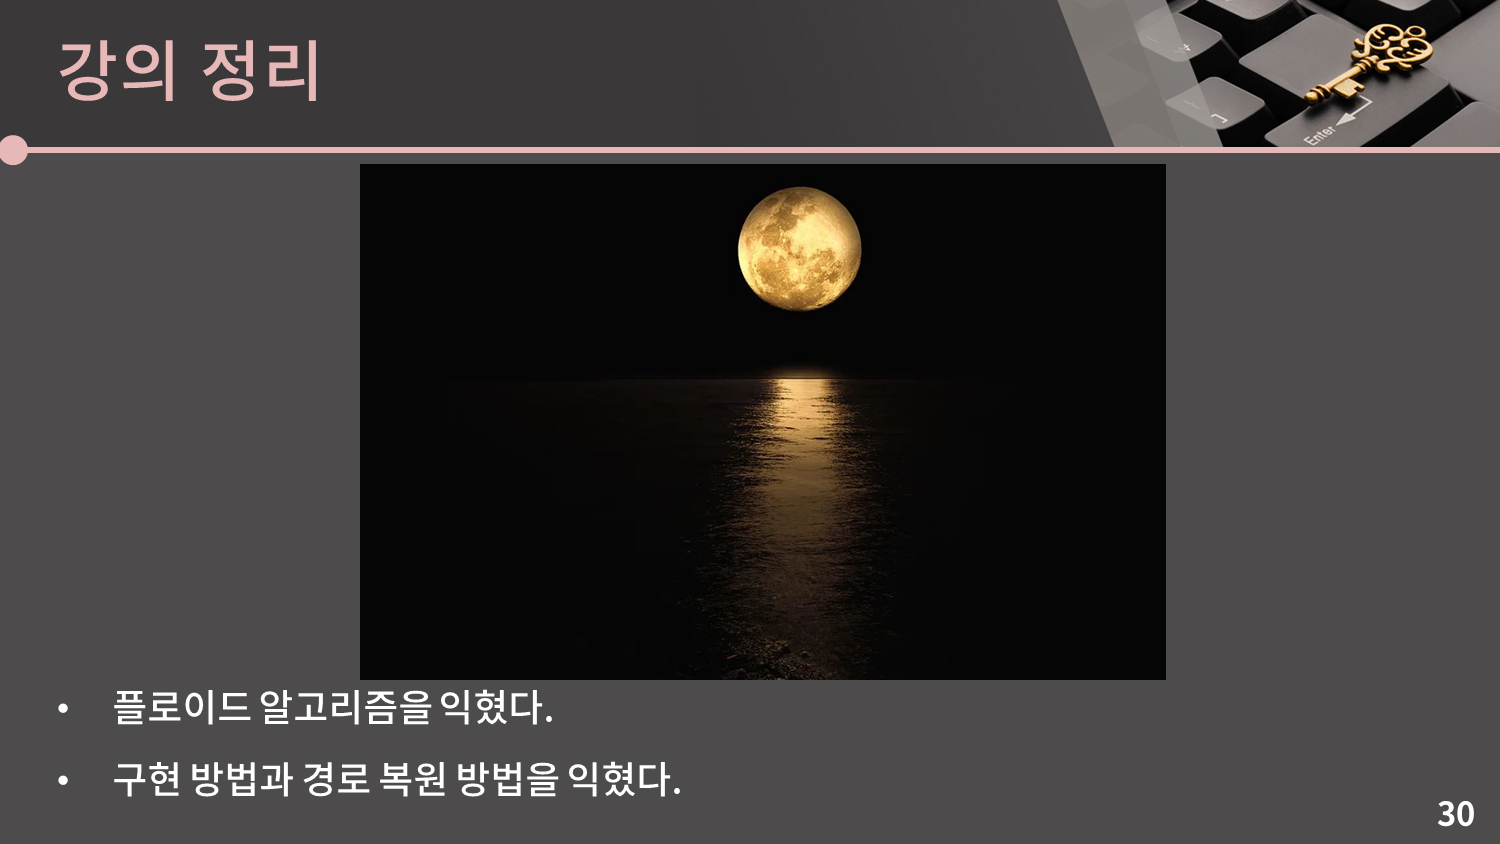 강의 정리
Enter
• 플로이드 알고리즘을 익혔다.
• 구현 방법과 경로 복원 방법을 익혔다.
30